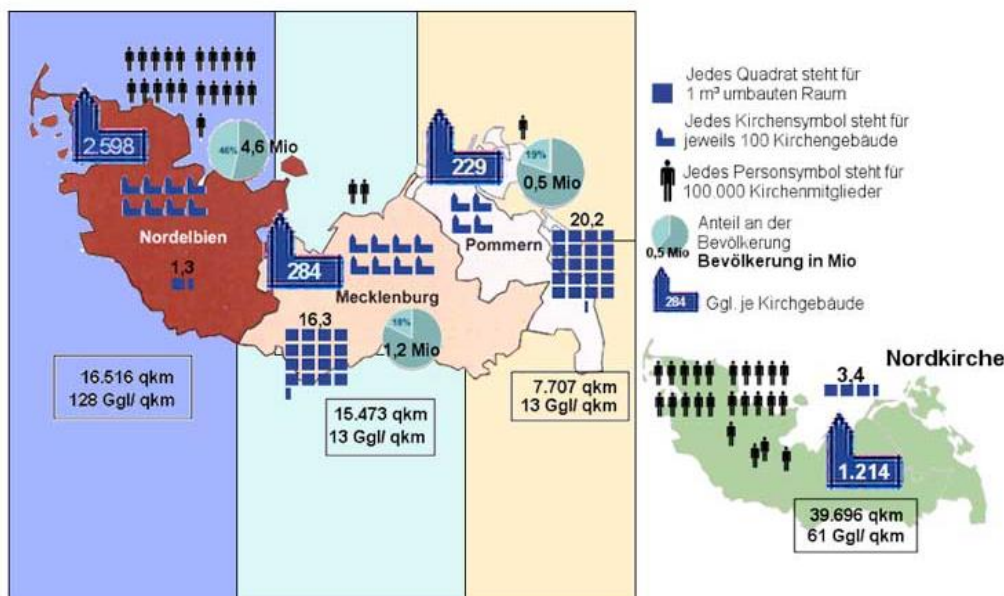 2.598
46%
4,6 Mio
Nordelbien
1,3
16.516 qkm
128 Ggl/ qkm
284
Mecklenburg
16,3
18%
1,2 Mio
15.473 qkm
13 Ggl/ qkm
229
19%
0,5 Mio
Pommern
20,2
7.707 qkm
13 Ggl/ qkm
Jedes Quadrat steht für
1 m³ umbauten Raum
Jedes Kirchensymbol steht für
jeweils 100 Kirchengebäude
Jedes Personsymbol steht für
100.000 Kirchenmitglieder
Anteil an der
Bevölkerung
0,5 Mio
Bevölkerung in Mio
284
Ggl. je Kirchgebäude
Nordkirche
3,4
1.214
39.696 qkm
61 Ggl/ qkm